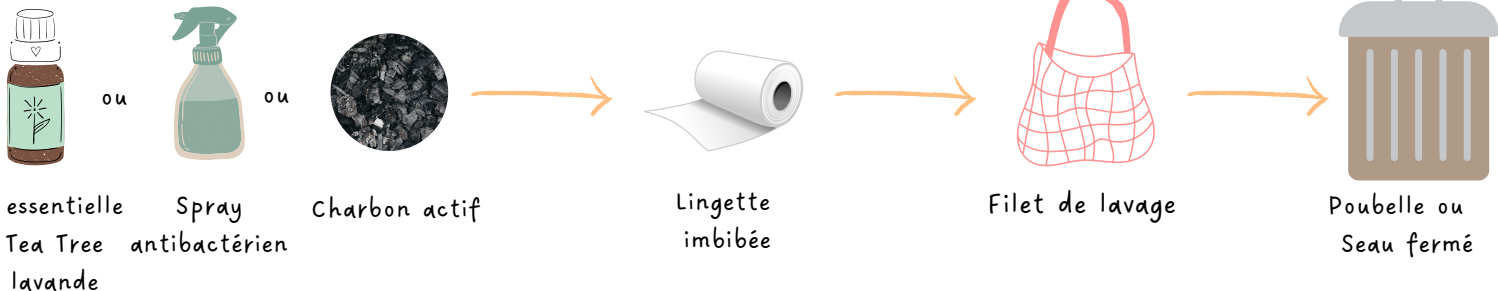 ou
ou
essentielle
Tea Tree
lavande
Spray
antibactérien
Charbon actif
Lingette
imbibée
Filet de lavage
Poubelle ou
Seau fermé